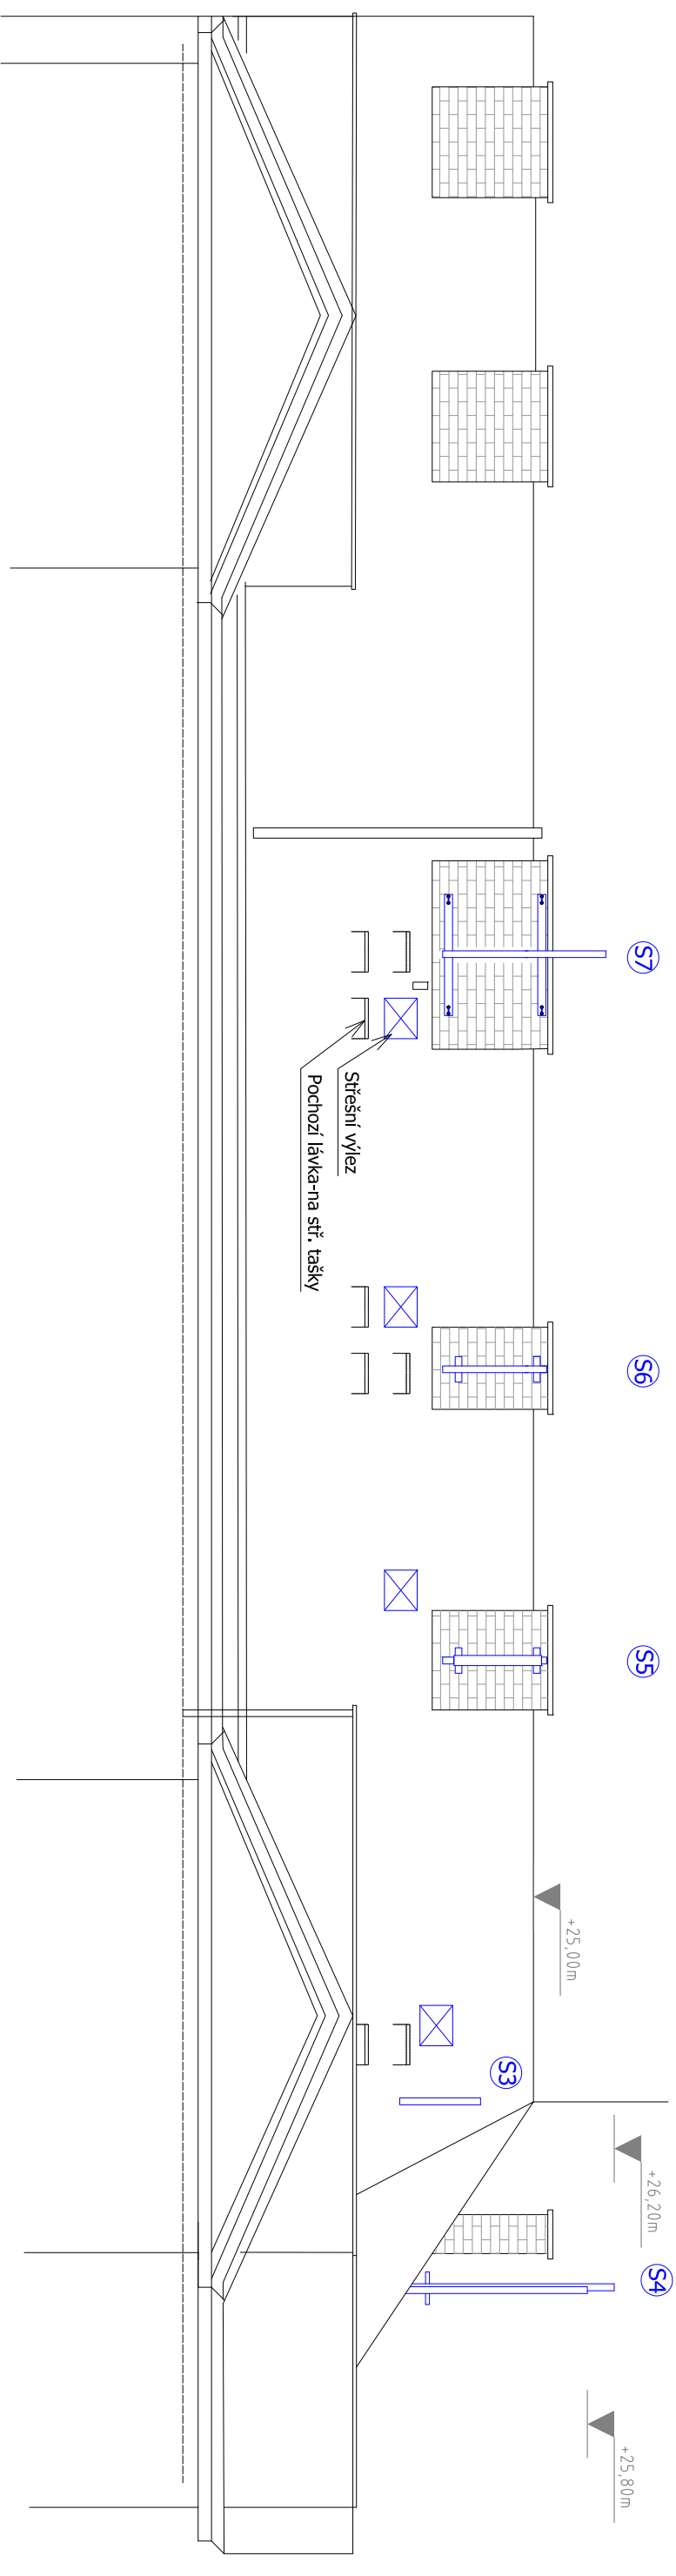 S7
S6
S5
S3
S4
Střešní výlez
Pochozí lávka-na stř. tašky
+25,00m
+26,20m
+25,80m